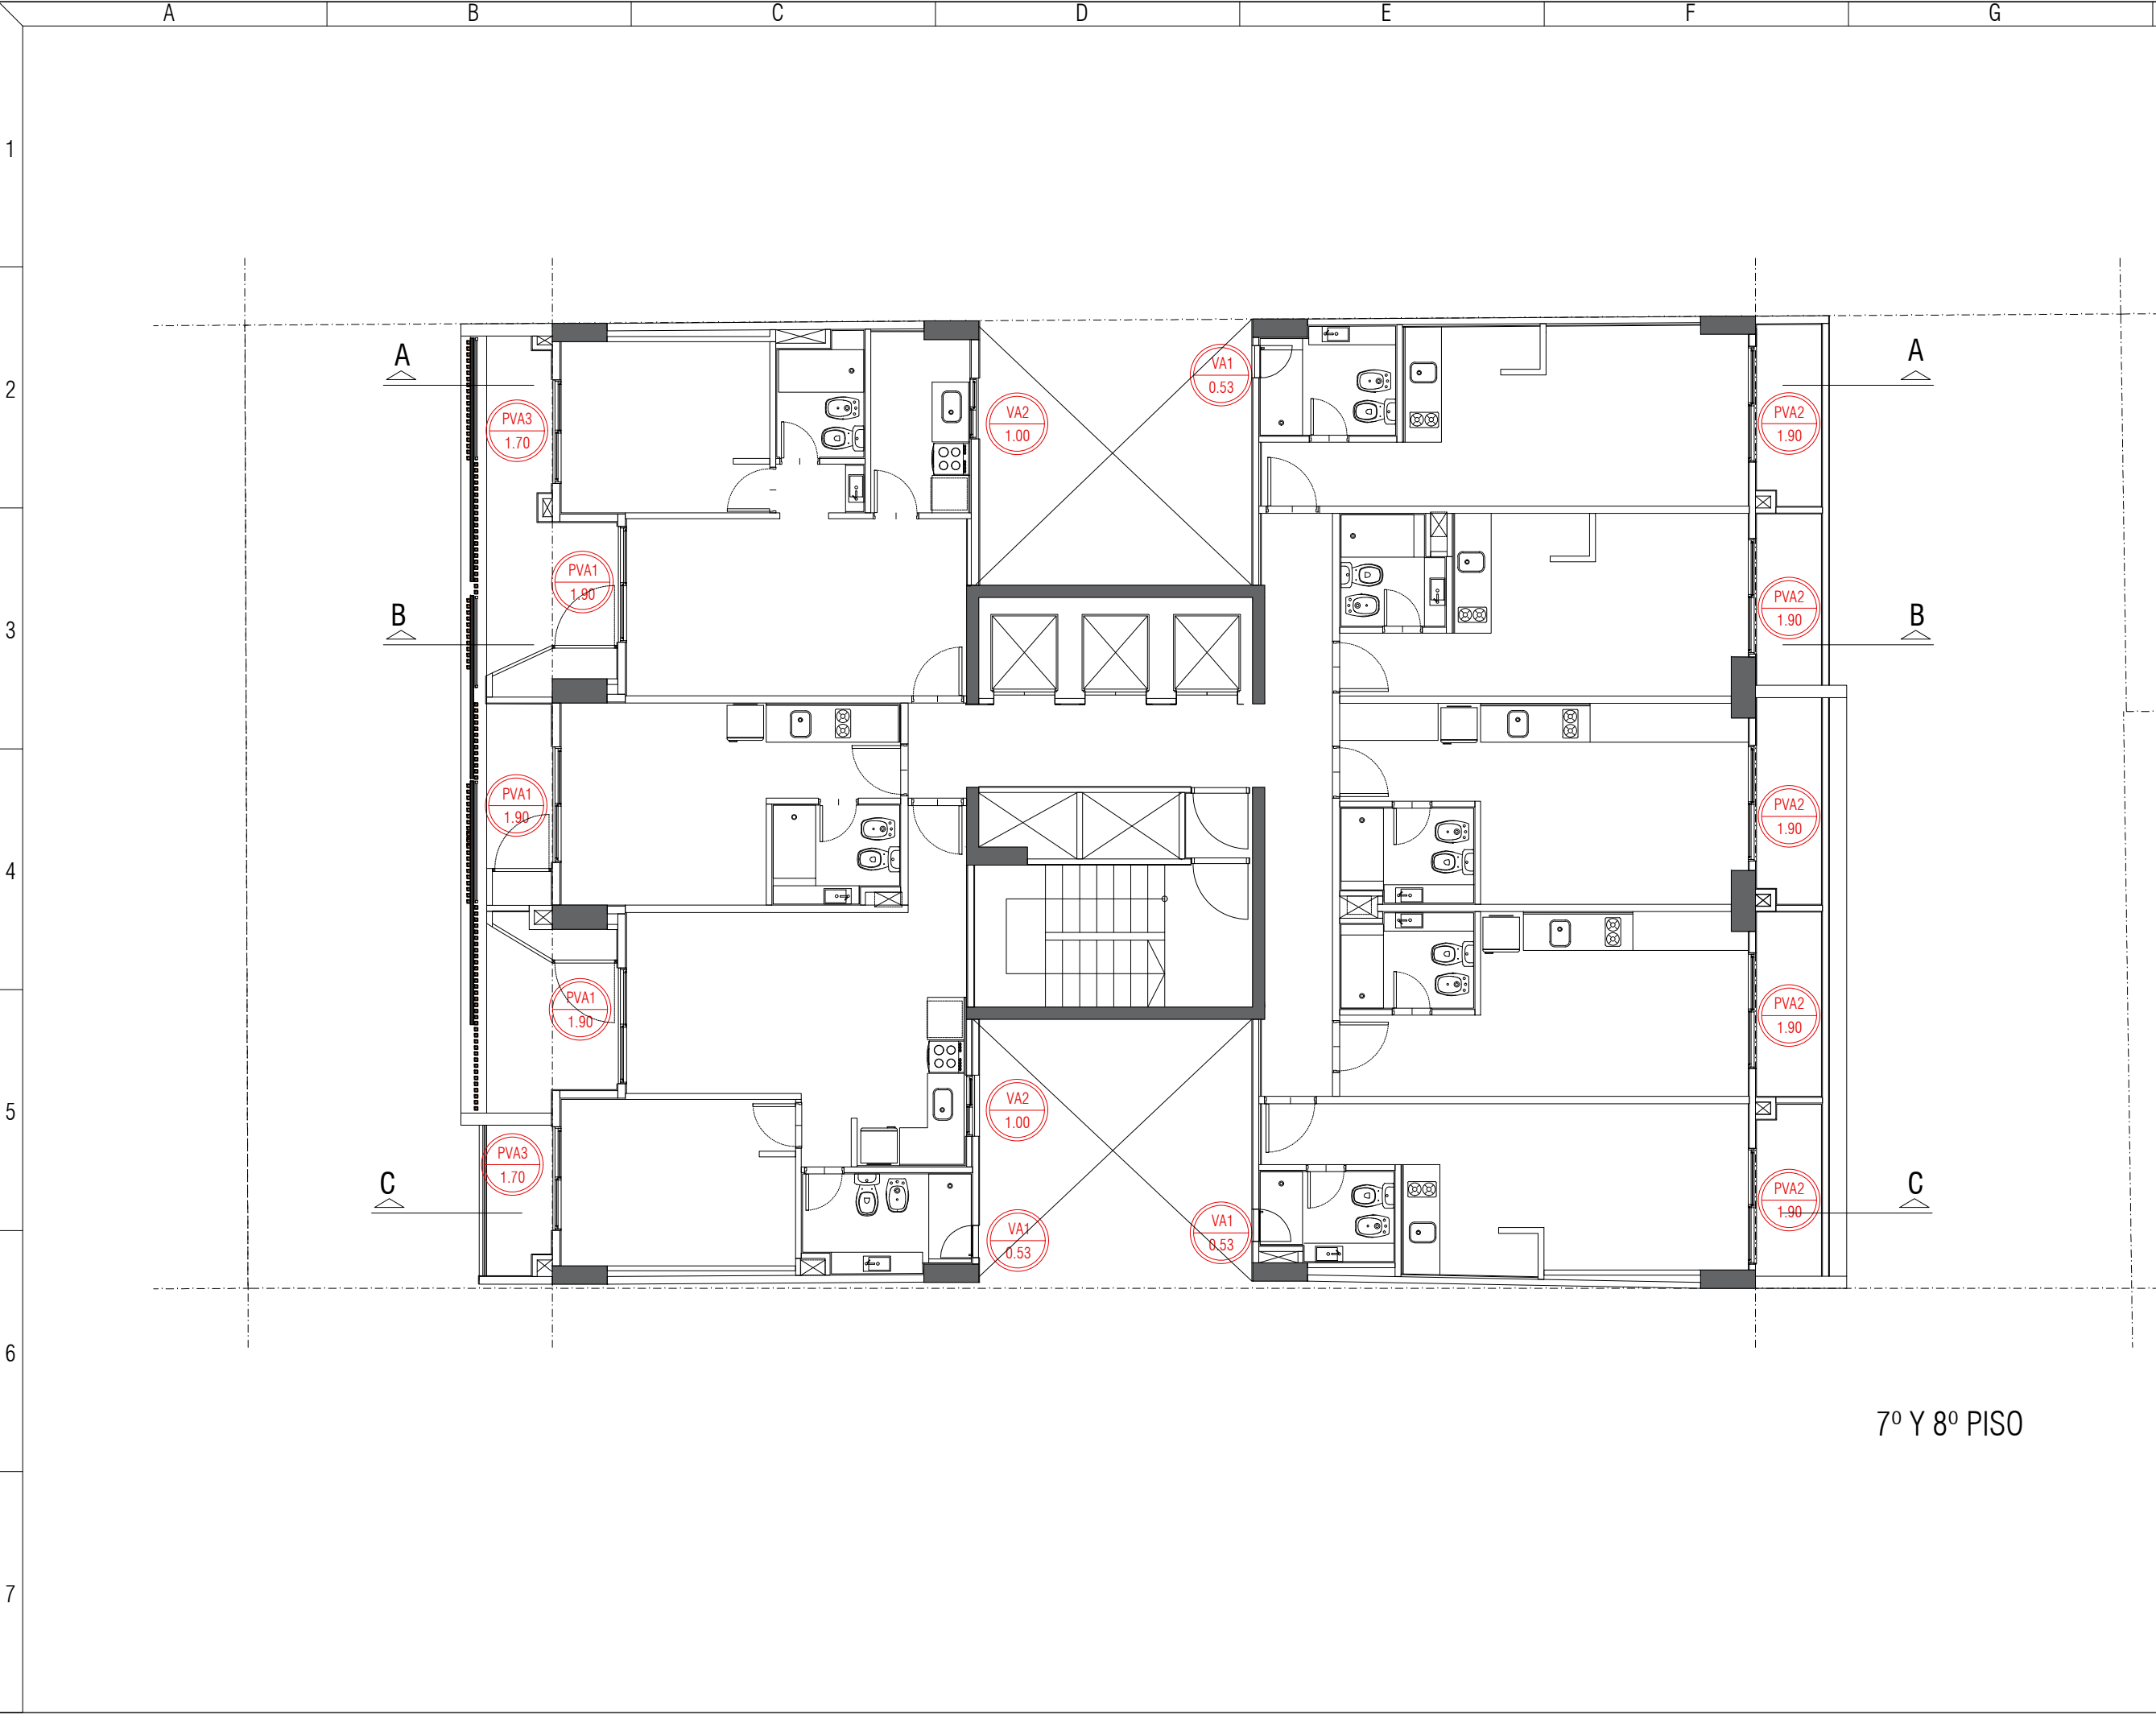 A B C D E F G
1
2
3
4
5
6
7
A
A
VA1
0.53
PVA3
1.70
VA2
1.00
PVA2
1.90
PVA1
1.90
B
B
PVA2
1.90
PVA1
1.90
PVA2
1.90
PVA1
1.90
PVA2
1.90
VA2
1.00
PVA3
1.70
C
C
PVA2
1.90
VA1
0.53
VA1
0.53
7º Y 8º PISO